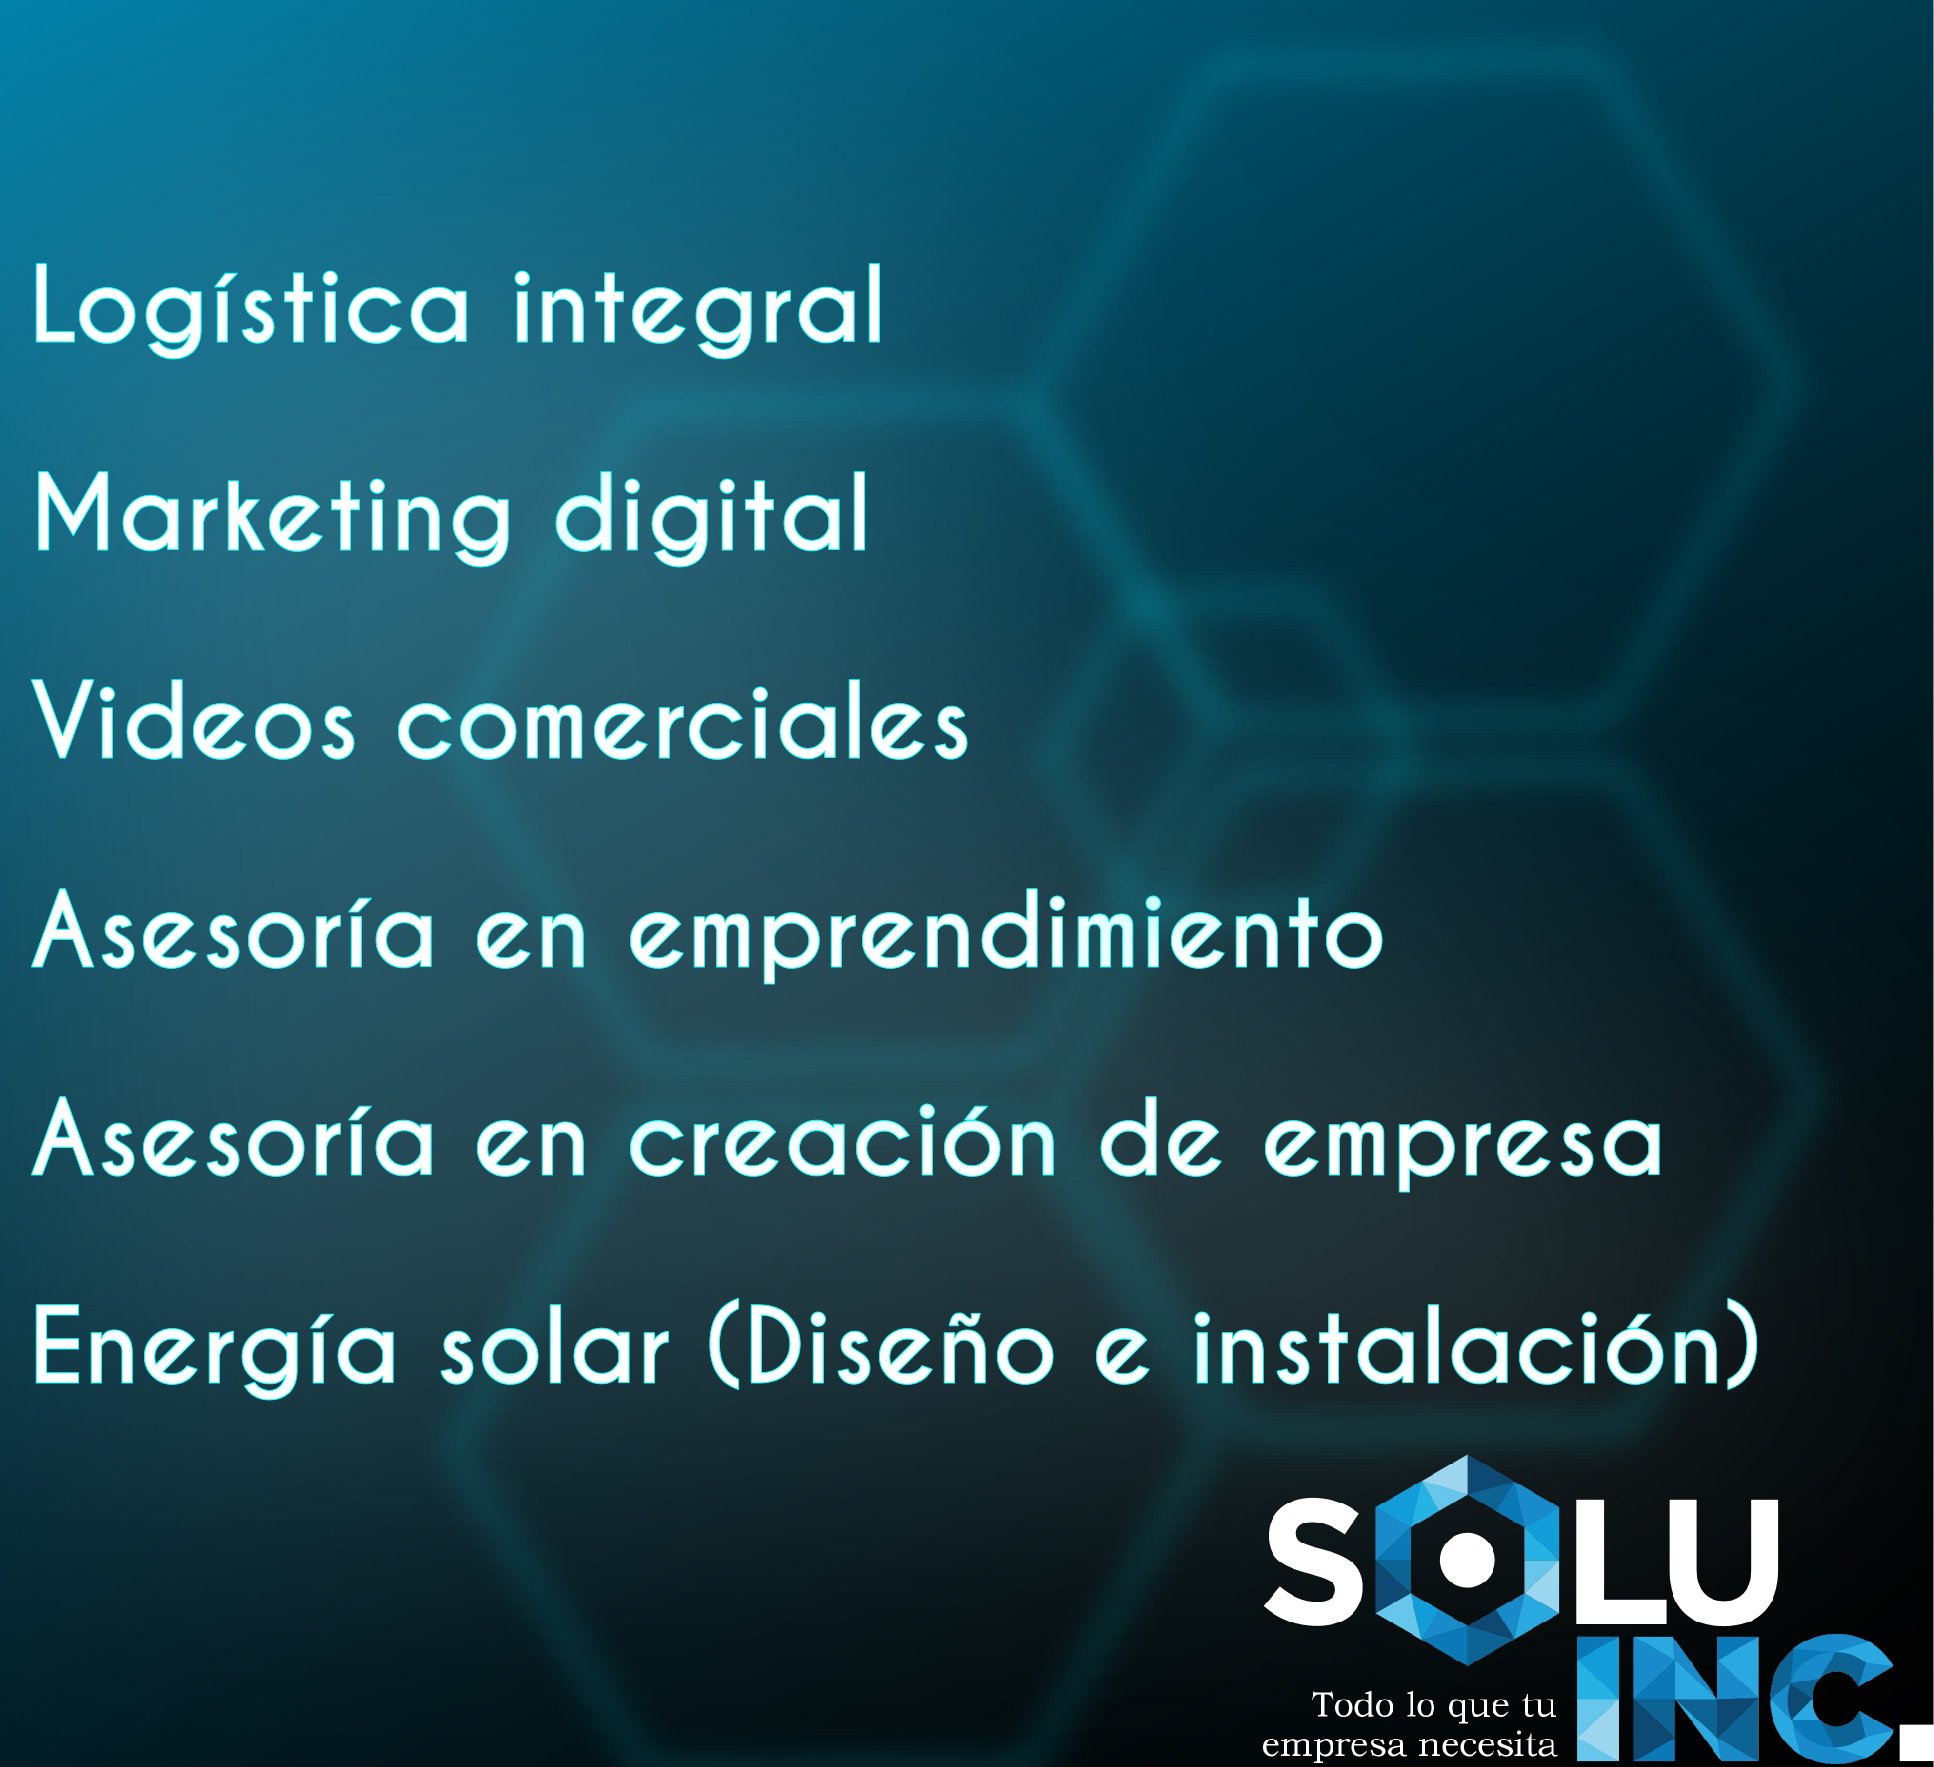 Logística integral
Marketing digital
Videos comerciales
Asesoría en emprendimiento
Asesoría en creación de empresa
Energía solar (Diseño e instalación)
SOLU
INC.
Todo lo que tu
empresa necesita